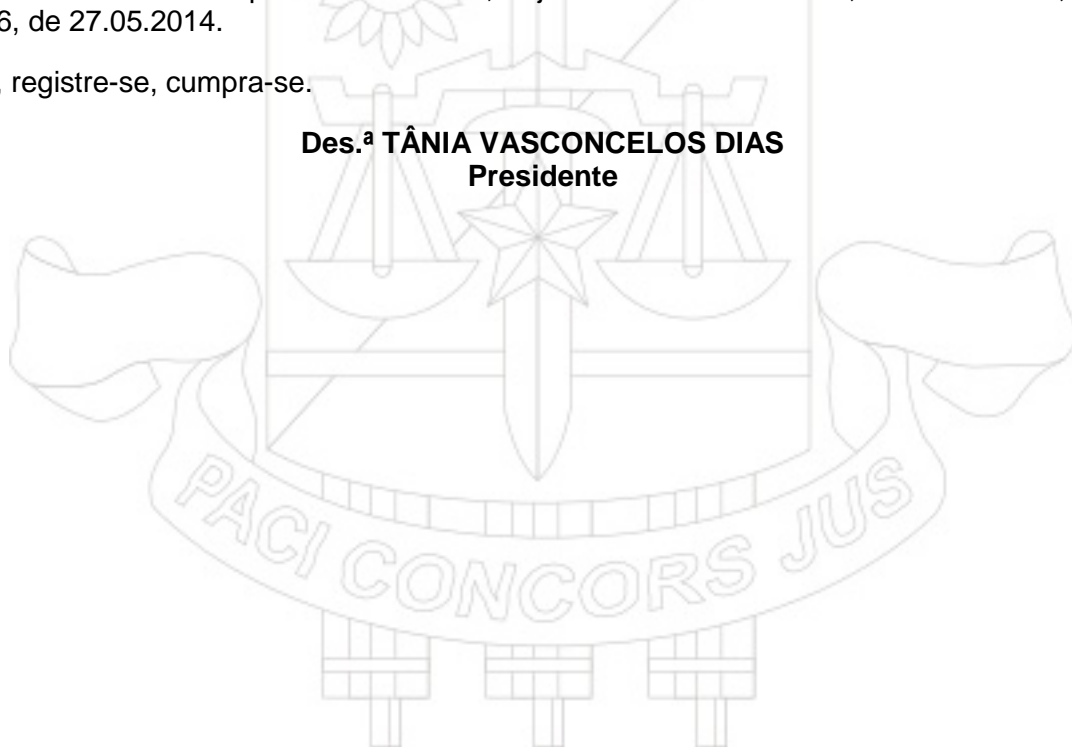 6, de 27.05.2014.
, registre-se, cumpra-se.
Des.ª TÂNIA VASCONCELOS DIAS
Presidente
PACI CONCORS JUS